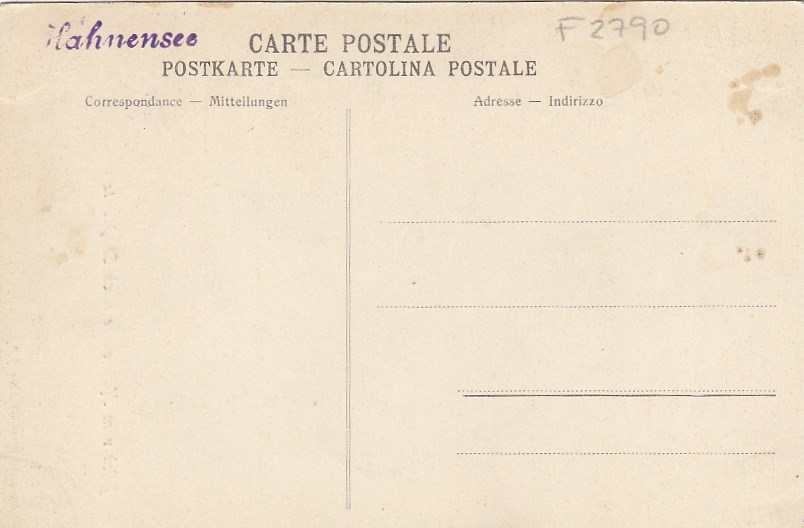 Hahnensee
F2790
CARTE POSTALE
POSTKARTE — CARTOLINA POSTALE
Correspondance — Mitteilungen
Adresse — Indirizzo